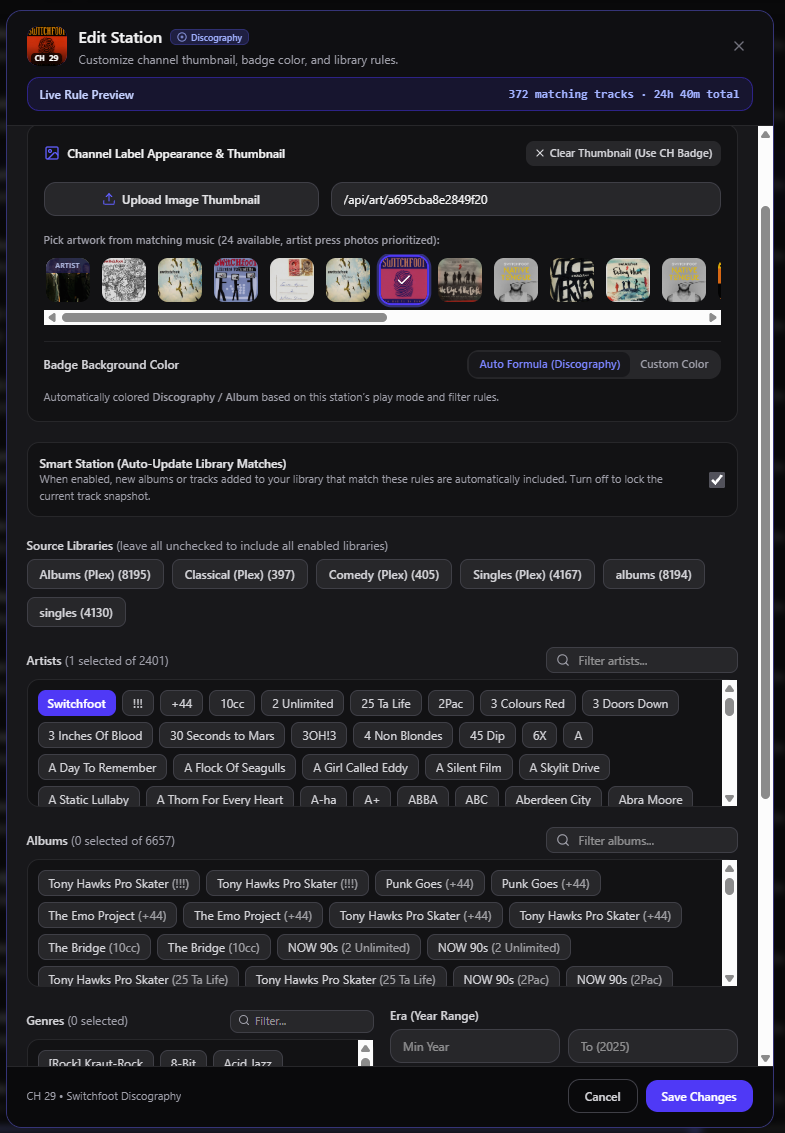 SWITCHFOOT
CH 29
Edit Station
Discography
Customize channel thumbnail, badge color, and library rules.
Live Rule Preview
372 matching tracks · 24h 40m total
Channel Label Appearance & Thumbnail
Clear Thumbnail (Use CH Badge)
Upload Image Thumbnail
/api/art/a695cba8e2849f20
Pick artwork from matching music (24 available, artist press photos prioritized):
ARTIST
SWITCHFOOT
VICE VERSES
Badge Background Color
Auto Formula (Discography)
Custom Color
Automatically colored Discography / Album based on this station's play mode and filter rules.
Smart Station (Auto-Update Library Matches)
When enabled, new albums or tracks added to your library that match these rules are automatically included. Turn off to lock the
current track snapshot.
Source Libraries (leave all unchecked to include all enabled libraries)
Albums (Plex) (8195) Classical (Plex) (397) Comedy (Plex) (405) Singles (Plex) (4167) albums (8194)
singles (4130)
Artists (1 selected of 2401)
Filter artists...
Switchfoot !!! +44 10cc 2 Unlimited 25 Ta Life 2Pac 3 Colours Red 3 Doors Down
3 Inches Of Blood 30 Seconds to Mars 3OH!3 4 Non Blondes 45 Dip 6X A
A Day To Remember A Flock Of Seagulls A Girl Called Eddy A Silent Film A Skylit Drive
A Static Lullaby A Thorn For Every Heart A-ha A+ ABBA ABC Aberdeen City Abra Moore
Albums (0 selected of 6657)
Filter albums...
Tony Hawks Pro Skater (!!!) Tony Hawks Pro Skater (!!!) Punk Goes (+44) Punk Goes (+44)
The Emo Project (+44) The Emo Project (+44) Tony Hawks Pro Skater (+44) Tony Hawks Pro Skater (+44)
The Bridge (10cc) The Bridge (10cc) NOW 90s (2 Unlimited) NOW 90s (2 Unlimited)
Tony Hawks Pro Skater (25 Ta Life) Tony Hawks Pro Skater (25 Ta Life) NOW 90s (2Pac) NOW 90s (2Pac)
Genres (0 selected)
Filter...
Era (Year Range)
[Rock] Kraut-Rock 8-Bit Acid Jazz
Min Year
To (2025)
CH 29 • Switchfoot Discography
Cancel
Save Changes